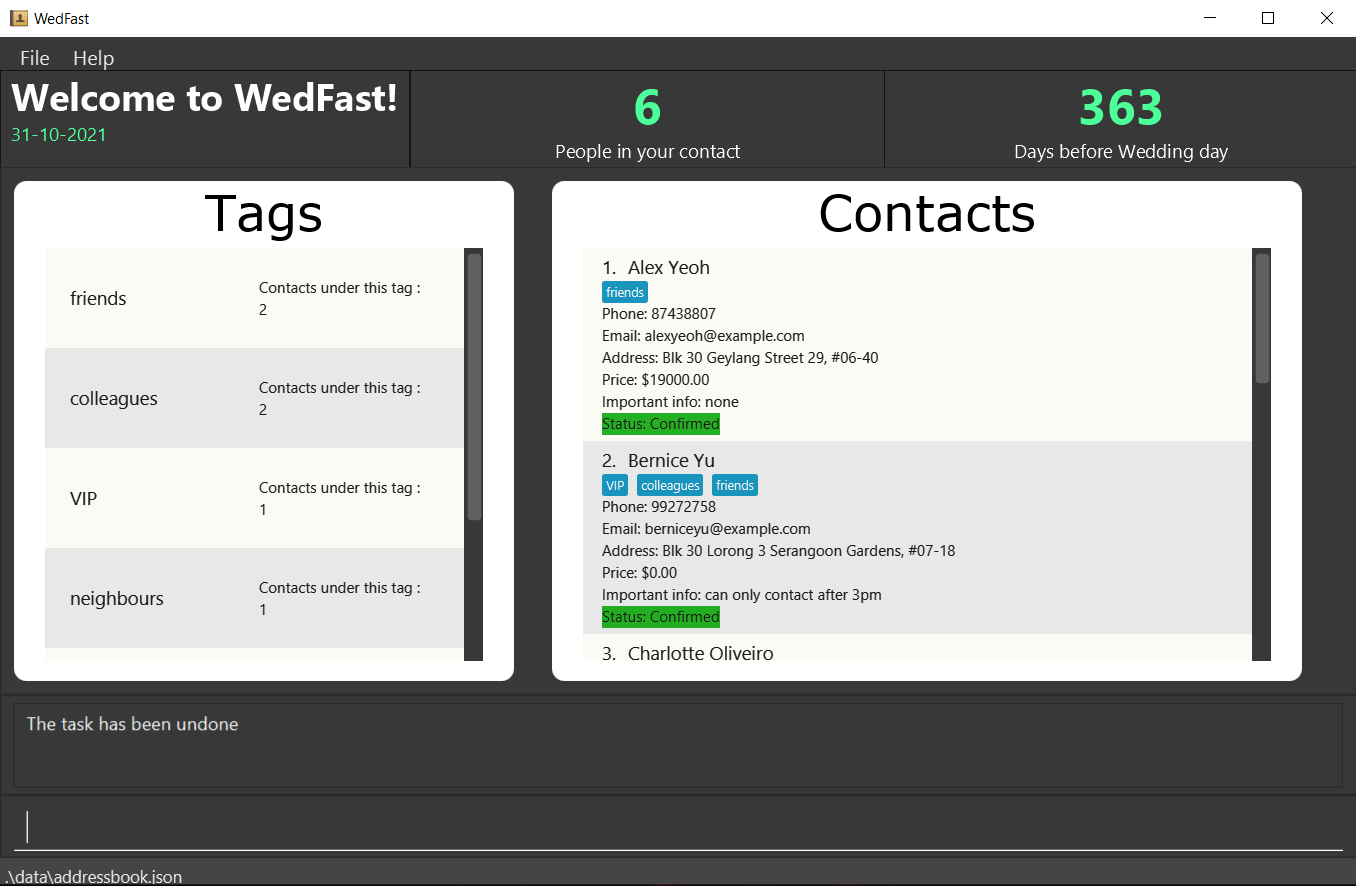 WedFast
File Help
Welcome to WedFast!
31-10-2021
6
People in your contact
363
Days before Wedding day
Tags
friends
Contacts under this tag :
2
colleagues
Contacts under this tag :
2
VIP
Contacts under this tag :
1
neighbours
Contacts under this tag :
1
Contacts
1. Alex Yeoh
friends
Phone: 87438807
Email: alexyeoh@example.com
Address: Blk 30 Geylang Street 29, #06-40
Price: $19000.00
Important info: none
Status: Confirmed
2. Bernice Yu
VIP colleagues friends
Phone: 99272758
Email: berniceyu@example.com
Address: Blk 30 Lorong 3 Serangoon Gardens, #07-18
Price: $0.00
Important info: can only contact after 3pm
Status: Confirmed
3. Charlotte Oliveiro
The task has been undone
.\data\addressbook.json